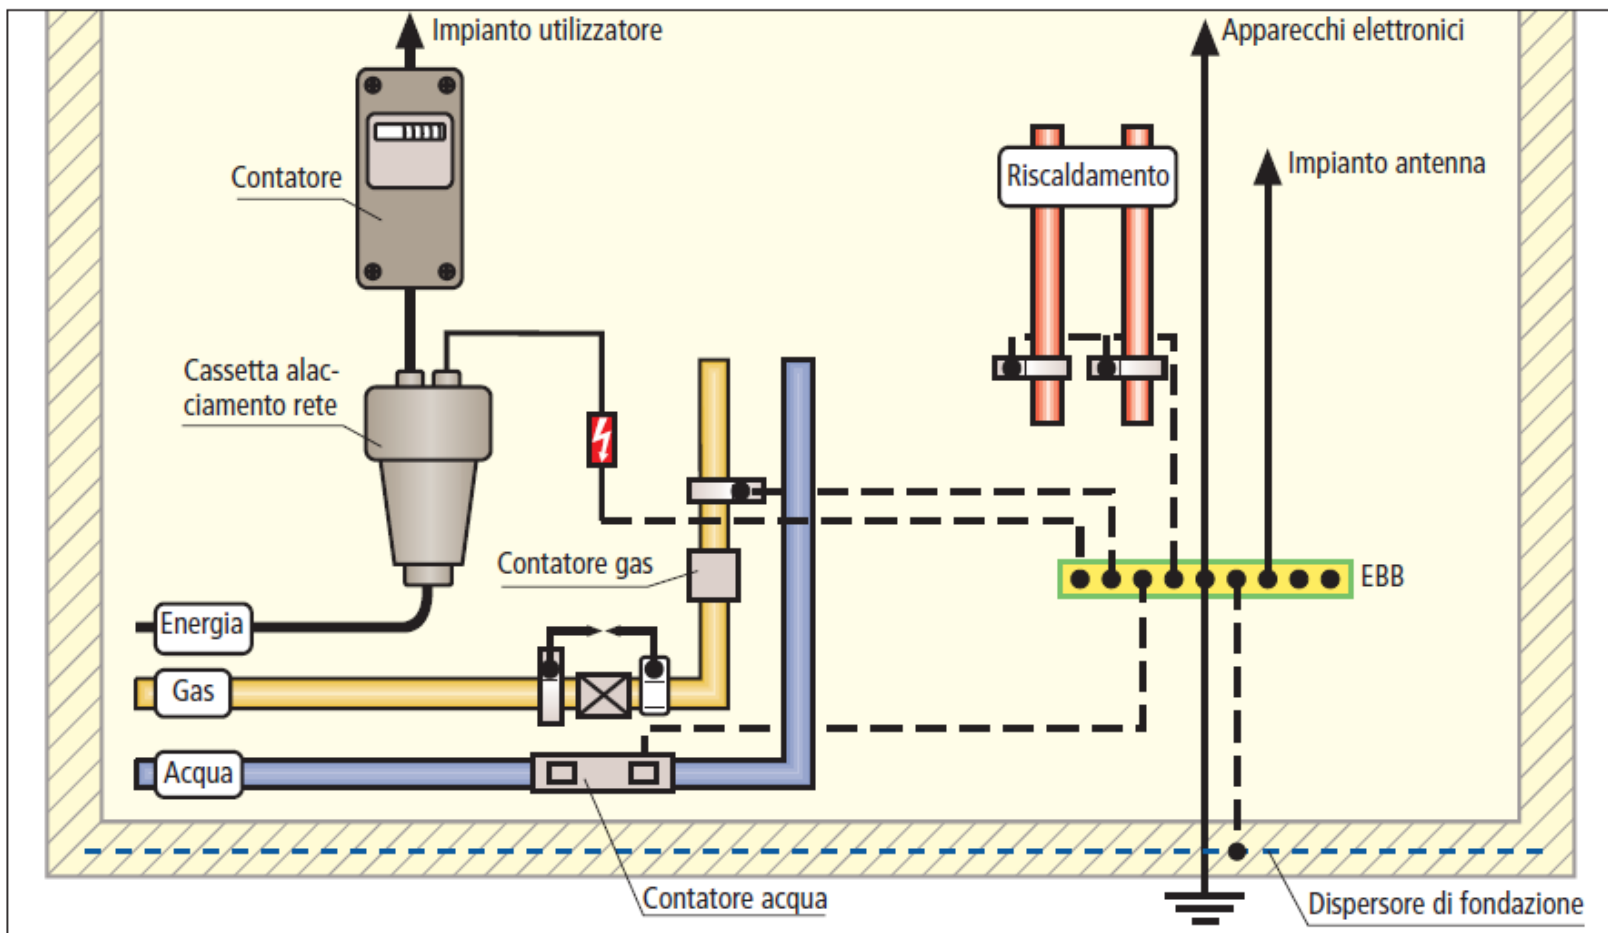 Impianto utilizzatore
Apparecchi elettronici
Impianto antenna
Riscaldamento
Contatore
Cassetta alac-
ciamento rete
Contatore gas
EBB
Energia
Gas
Acqua
Contatore acqua
Dispersore di fondazione